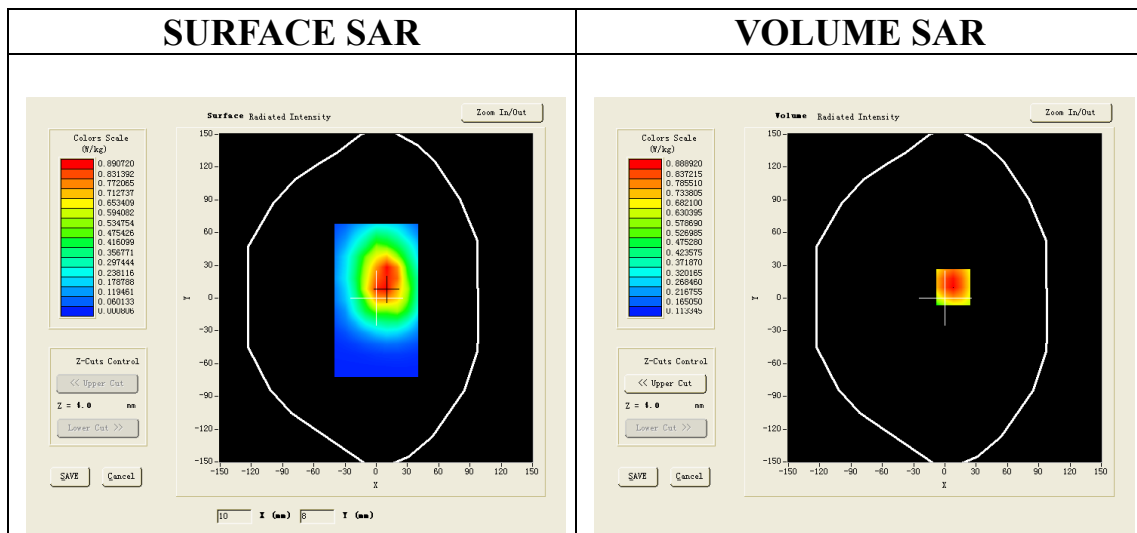 SURFACE SAR
VOLUME SAR
Surface Radiated Intensity
Zoom In/Out
Colors Scale
(W/kg)
0.890720
0.831392
0.772065
0.712737
0.653409
0.594082
0.534754
0.475426
0.416099
0.356771
0.297444
0.238116
0.178788
0.119461
0.060133
0.000806
150
120
90
60
30
0
-30
-60
-90
-120
-150
Y
-150 -120 -90 -60 -30 0 30 60 90 120 150
X
Z-Cuts Control
<< Upper Cut
Z = 4.0 mm
Lower Cut >>
SAVE Cancel
10 X (mm) 8 Y (mm)
Volume Radiated Intensity
Zoom In/Out
Colors Scale
(W/kg)
0.888920
0.837215
0.785510
0.733805
0.682100
0.630395
0.578690
0.526985
0.475280
0.423575
0.371870
0.320165
0.268460
0.216755
0.165050
0.113345
150
120
90
60
30
0
-30
-60
-90
-120
-150
Y
-150 -120 -90 -60 -30 0 30 60 90 120 150
X
Z-Cuts Control
<< Upper Cut
Z = 4.0 mm
Lower Cut >>
SAVE Cancel